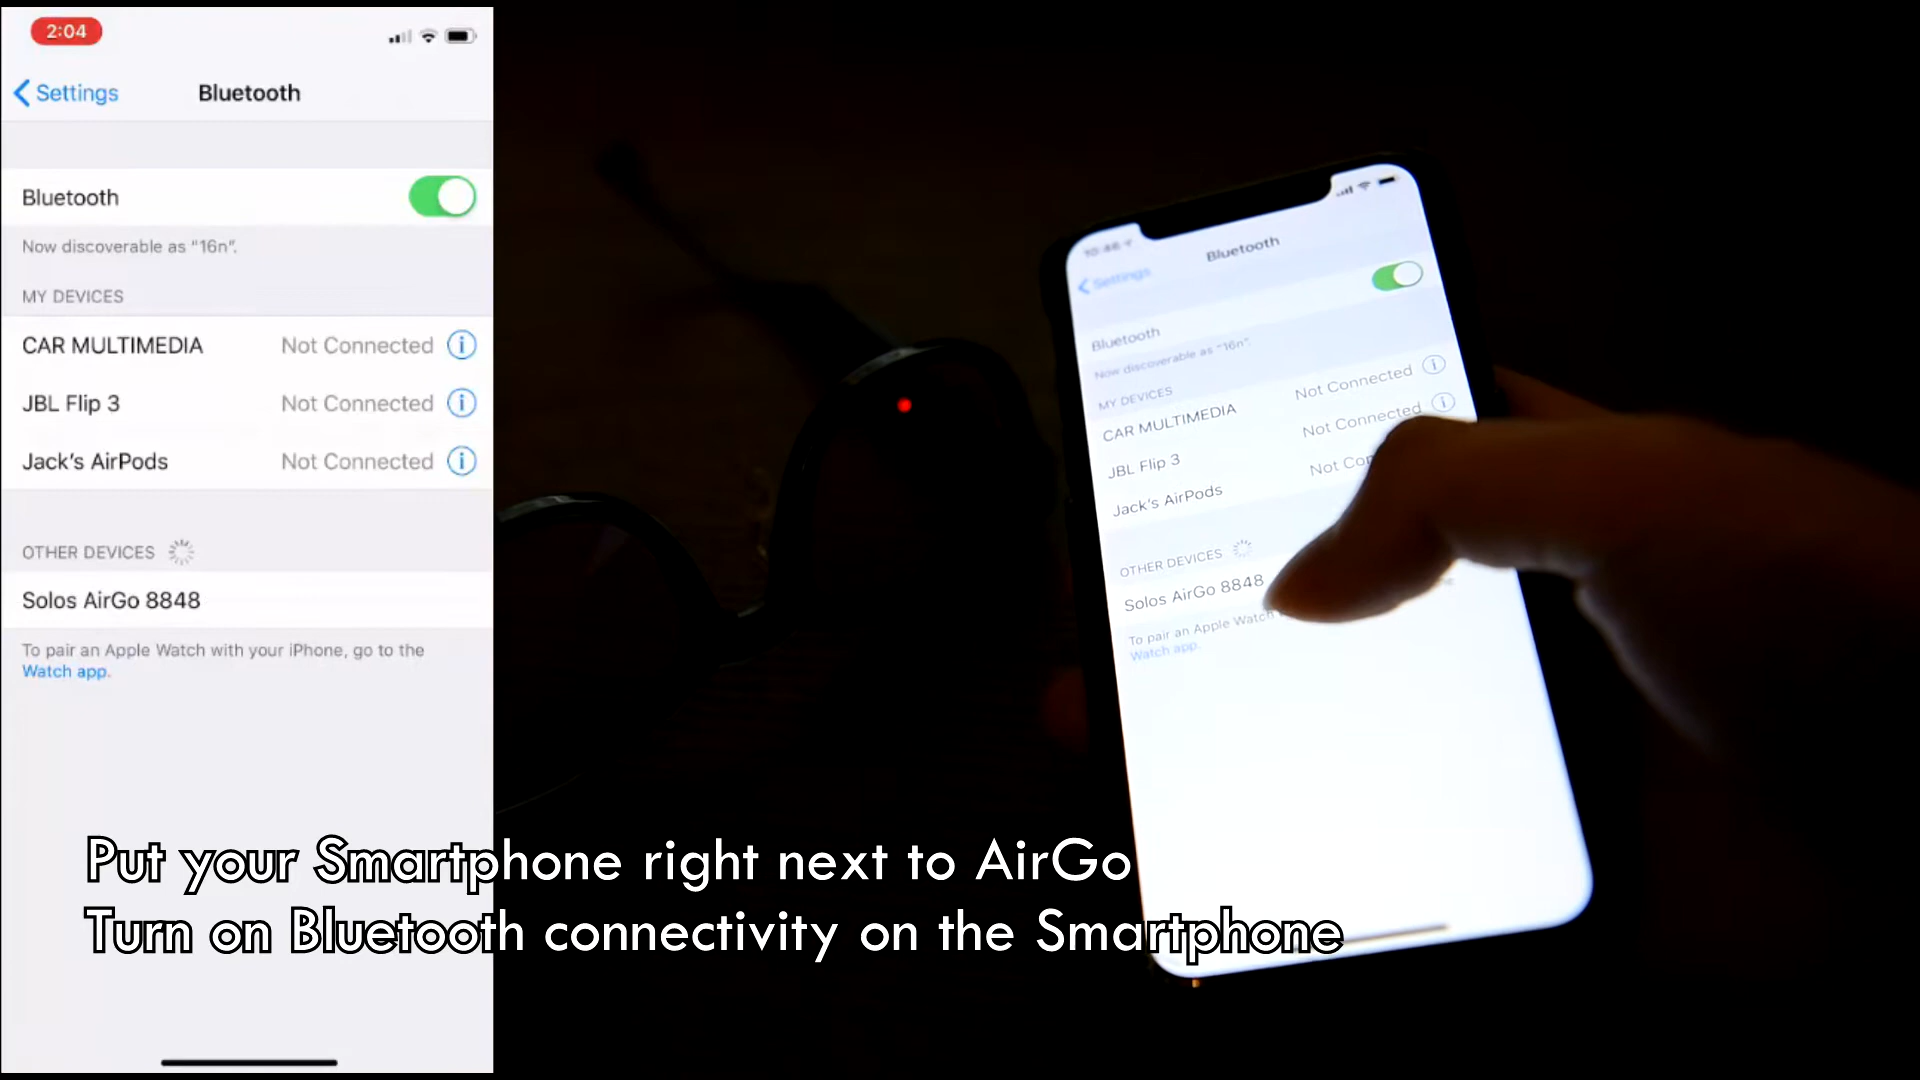 2:04
Settings
Bluetooth
Bluetooth
Now discoverable as “16n”.
MY DEVICES
CAR MULTIMEDIA Not Connected
JBL Flip 3 Not Connected
Jack’s AirPods Not Connected
OTHER DEVICES
Solos AirGo 8848
To pair an Apple Watch with your iPhone, go to the
Watch app.
Bluetooth
Settings
Bluetooth
Now discoverable as “16n”.
MY DEVICES
CAR MULTIMEDIA Not Connected
JBL Flip 3 Not Connected
Jack’s AirPods Not
OTHER DEVICES
Solos AirGo 8848
To pair an Apple Watch
Watch app.
Put your Smartphone right next to AirGo
Turn on Bluetooth connectivity on the Smartphone